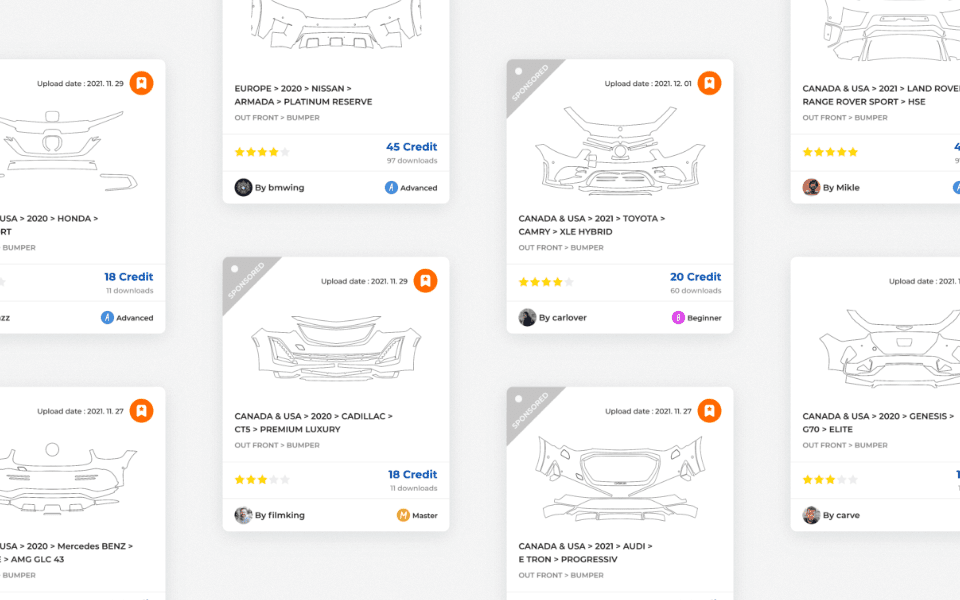 Upload date : 2021. 11. 29
USA > 2020 > HONDA >
RT
> BUMPER
18 Credit
11 downloads
Advanced
Upload date : 2021. 11. 27
USA > 2020 > Mercedes BENZ >
> AMG GLC 43
> BUMPER
EUROPE > 2020 > NISSAN >
ARMADA > PLATINUM RESERVE
OUT FRONT > BUMPER
45 Credit
97 downloads
By bmwing
Advanced
SPONSORED
Upload date : 2021. 11. 29
CANADA & USA > 2020 > CADILLAC >
CT5 > PREMIUM LUXURY
OUT FRONT > BUMPER
18 Credit
11 downloads
By filmking
Master
SPONSORED
Upload date : 2021. 12. 01
CANADA & USA > 2021 > TOYOTA >
CAMRY > XLE HYBRID
OUT FRONT > BUMPER
20 Credit
60 downloads
By carlover
Beginner
SPONSORED
Upload date : 2021. 11. 27
CANADA & USA > 2021 > AUDI >
E TRON > PROGRESSIV
OUT FRONT > BUMPER
CANADA & USA > 2021 > LAND ROVER
RANGE ROVER SPORT > HSE
OUT FRONT > BUMPER
By Mikle
Upload date : 2021.
CANADA & USA > 2020 > GENESIS >
G70 > ELITE
OUT FRONT > BUMPER
By carve